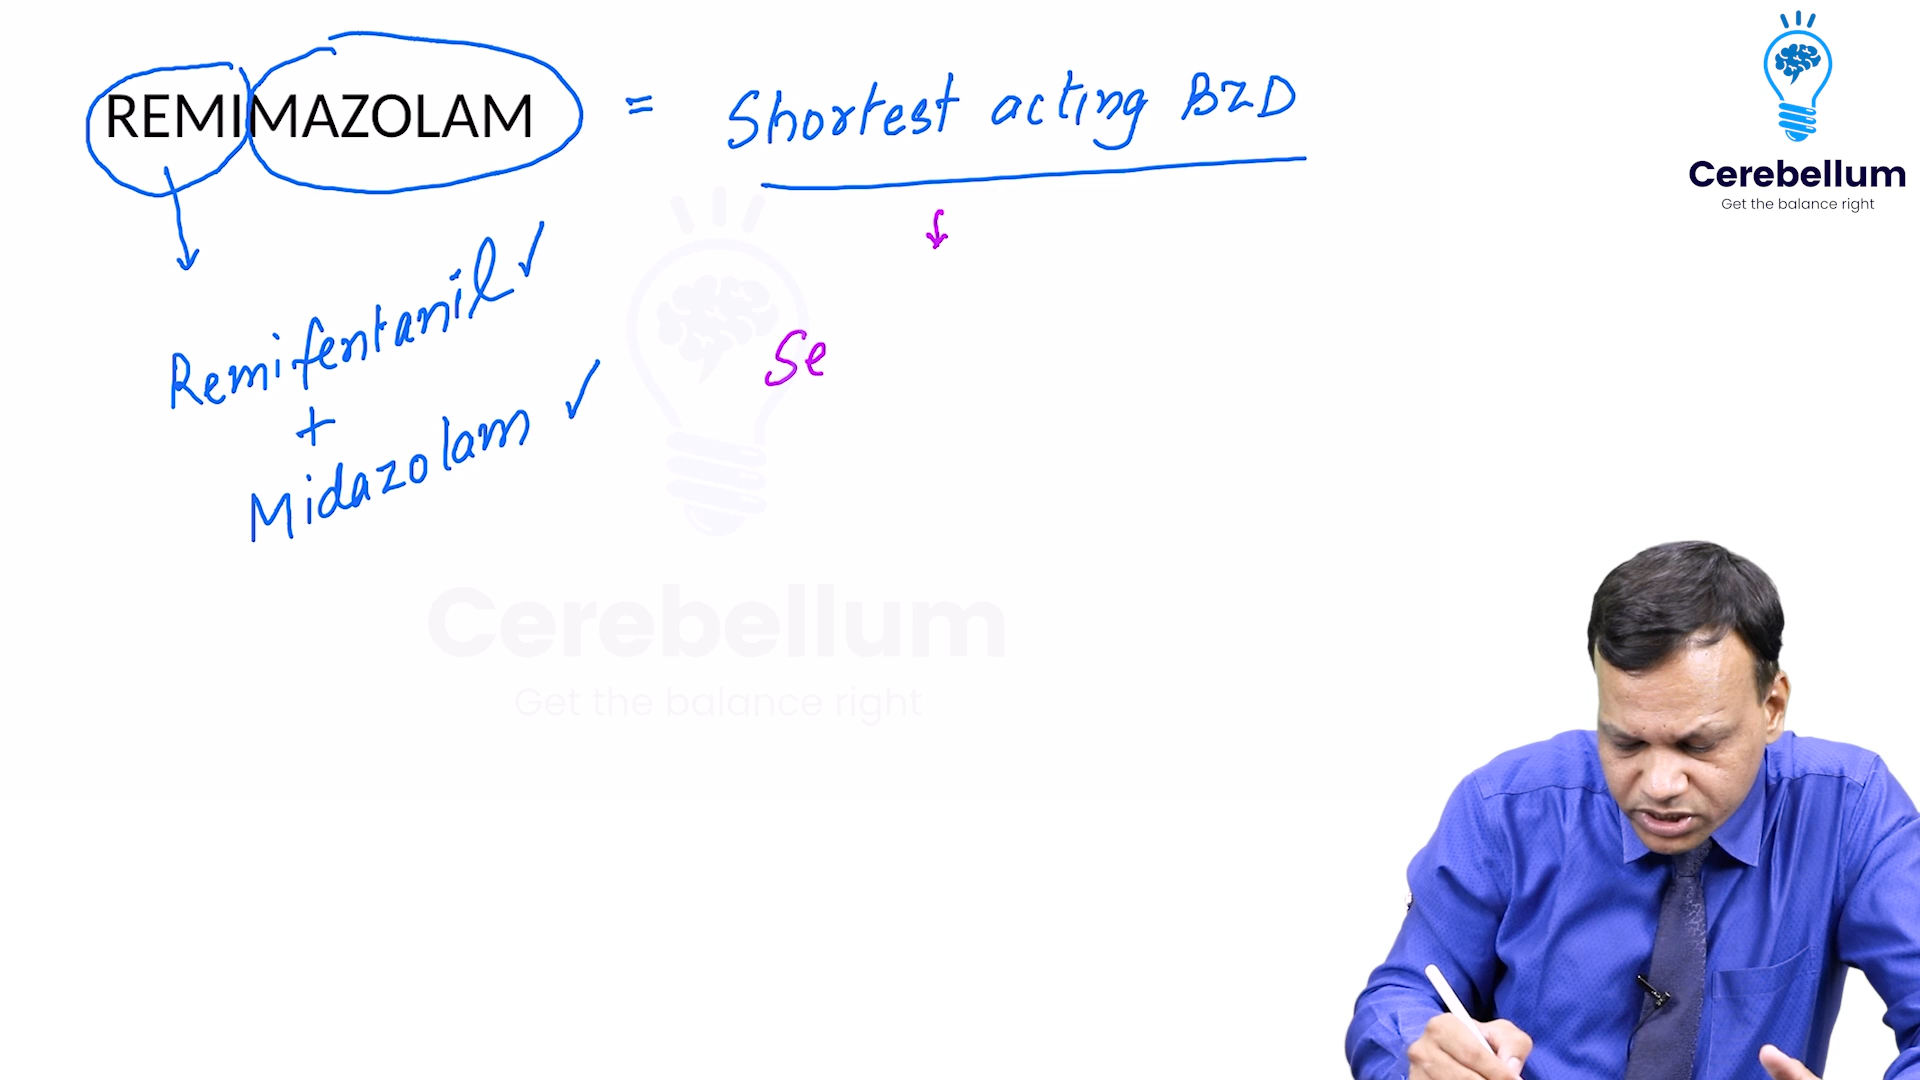 REMIMAZOLAM = Shortest acting BZD
Remifentanil ✓
+
Midazolam ✓
Se
Cerebellum
Get the balance right
Cerebellum
Get the balance right